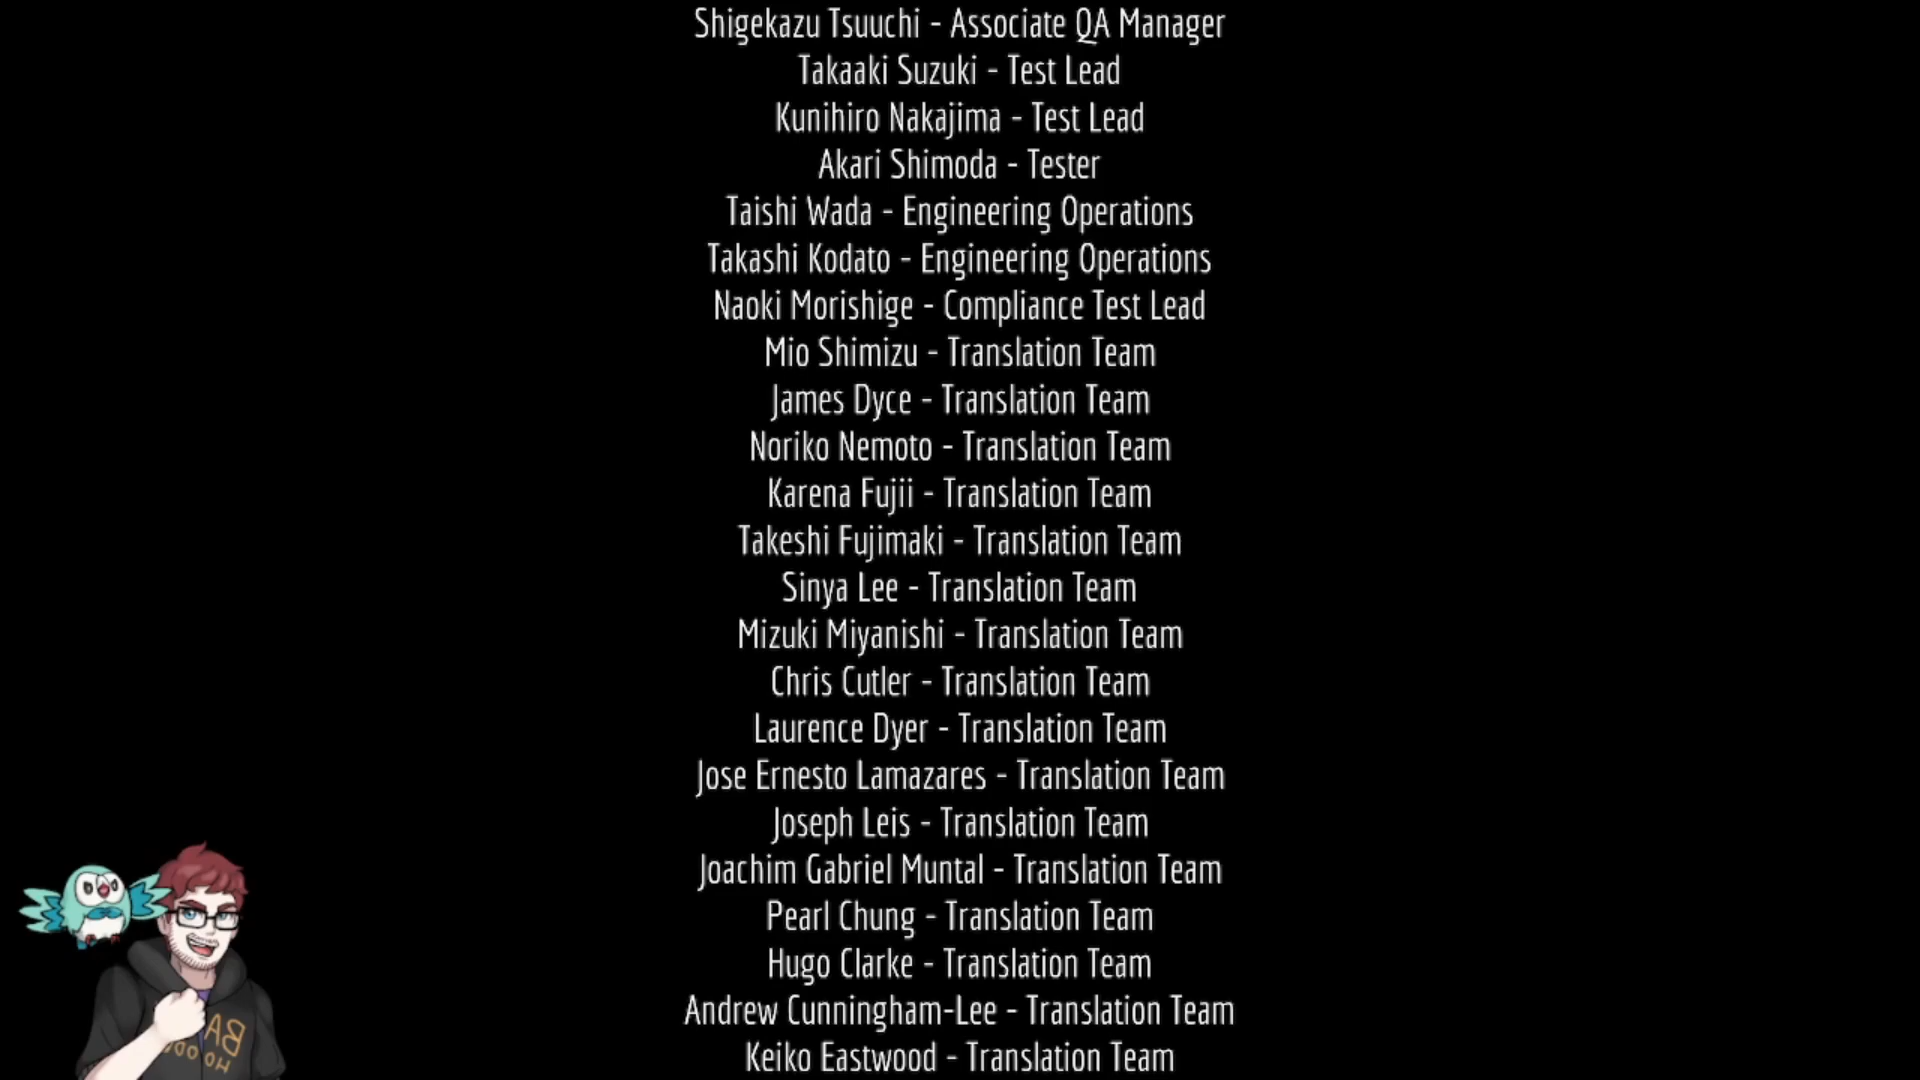 Shigekazu Tsuuchi - Associate QA Manager
Takaaki Suzuki - Test Lead
Kunihiro Nakajima - Test Lead
Akari Shimoda - Tester
Taishi Wada - Engineering Operations
Takashi Kodato - Engineering Operations
Naoki Morishige - Compliance Test Lead
Mio Shimizu - Translation Team
James Dyce - Translation Team
Noriko Nemoto - Translation Team
Karena Fujii - Translation Team
Takeshi Fujimaki - Translation Team
Sinya Lee - Translation Team
Mizuki Miyanishi - Translation Team
Chris Cutler - Translation Team
Laurence Dyer - Translation Team
Jose Ernesto Lamazares - Translation Team
Joseph Leis - Translation Team
Joachim Gabriel Muntal - Translation Team
Pearl Chung - Translation Team
Hugo Clarke - Translation Team
Andrew Cunningham-Lee - Translation Team
Keiko Eastwood - Translation Team